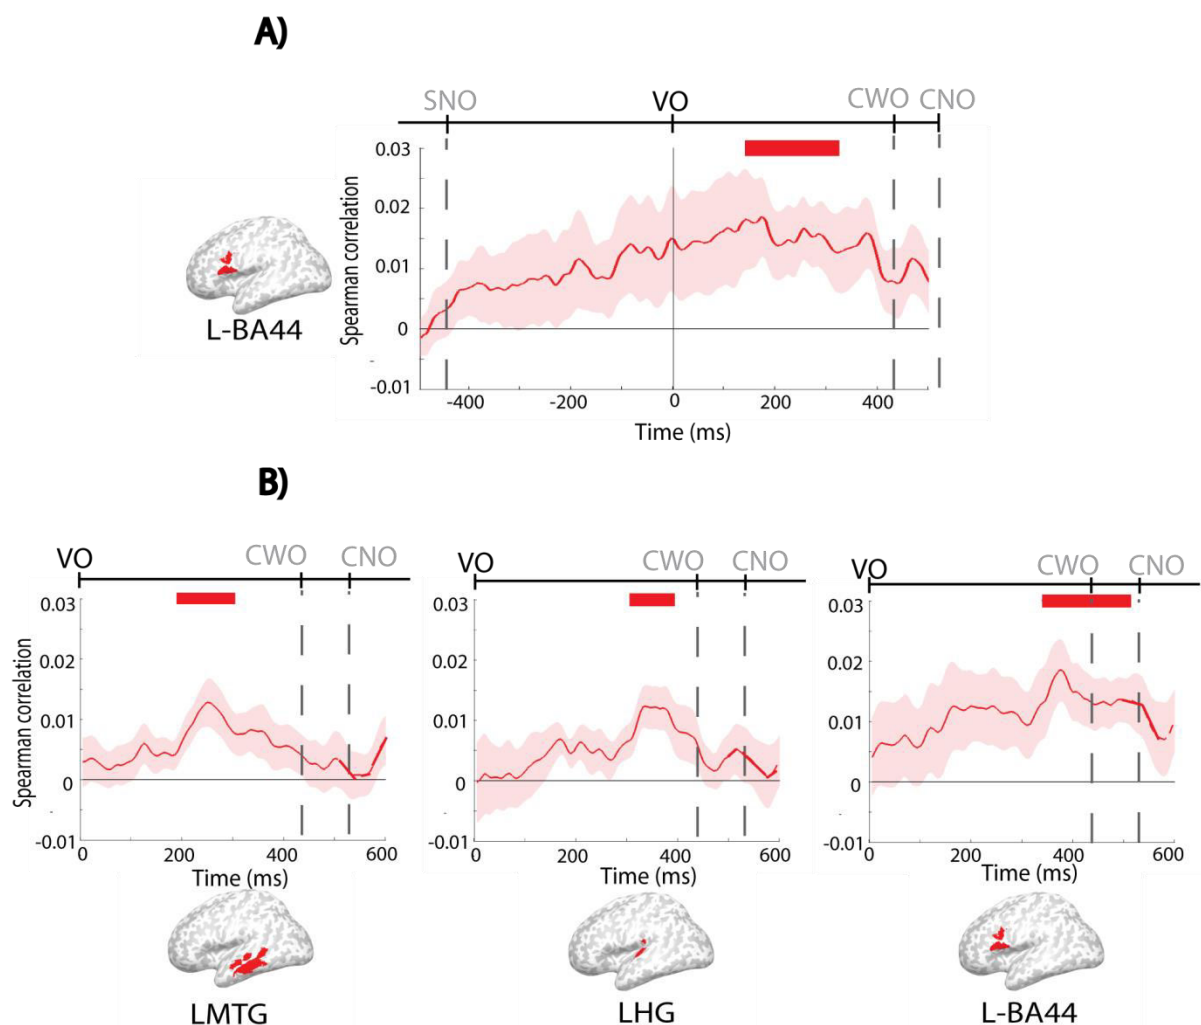 A)
SNO VO CWO CNO
0.03
0.02
0.01
0
-
-0.01
Spearman correlation
-400 -200 0 200 400
Time (ms)
L-BA44
B)
VO CWO CNO
0.03
0.02
0.01
0
-
-0.01
Spearman correlation
0 200 400 600
Time (ms)
LMTG
VO CWO CNO
0.03
0.02
0.01
0
-
-0.01
0 200 400 600
Time (ms)
LHG
VO CWO CNO
0.03
0.02
0.01
0
-
-0.01
0 200 400 600
Time (ms)
L-BA44